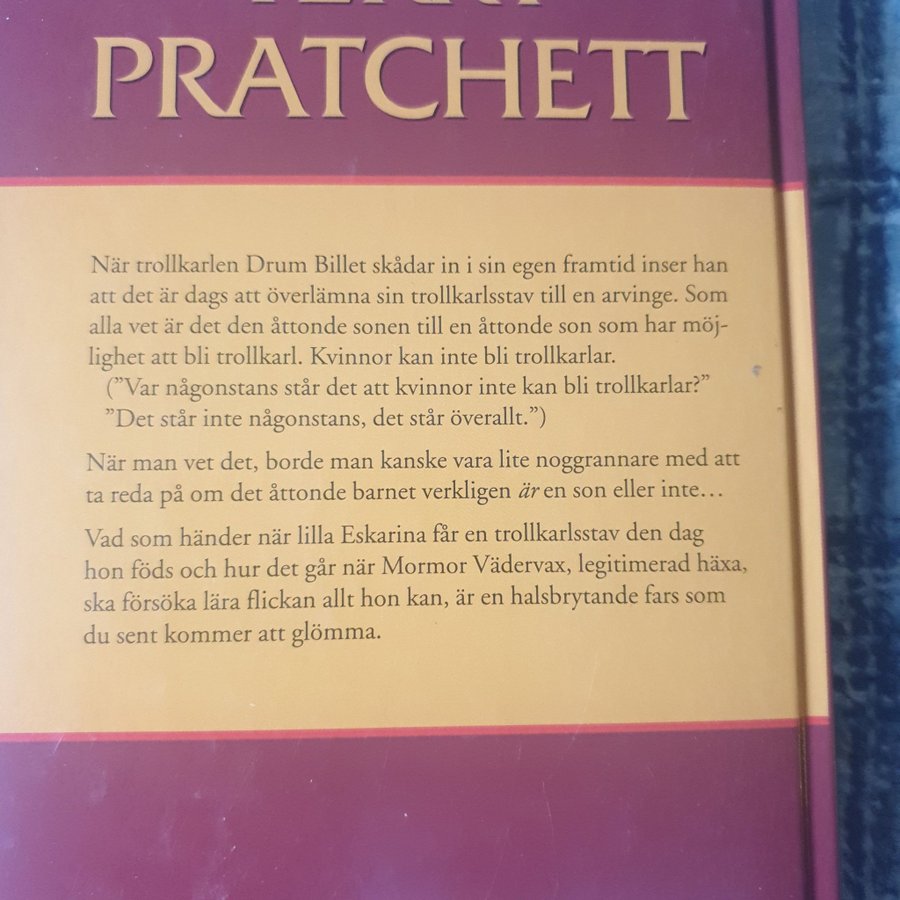 TERRY
PRATCHETT
När trollkarlen Drum Billet skådar in i sin egen framtid inser han
att det är dags att överlämna sin trollkarlsstav till en arvinge. Som
alla vet är det den åttonde sonen till en åttonde son som har möj-
lighet att bli trollkarl. Kvinnor kan inte bli trollkarlar.
(”Var någonstans står det att kvinnor inte kan bli trollkarlar?”
”Det står inte någonstans, det står överallt.”)
När man vet det, borde man kanske vara lite noggrannare med att
ta reda på om det åttonde barnet verkligen är en son eller inte…
Vad som händer när lilla Eskarina får en trollkarlsstav den dag
hon föds och hur det går när Mormor Vädervax, legitimerad häxa,
ska försöka lära flickan allt hon kan, är en halsbrytande fars som
du sent kommer att glömma.